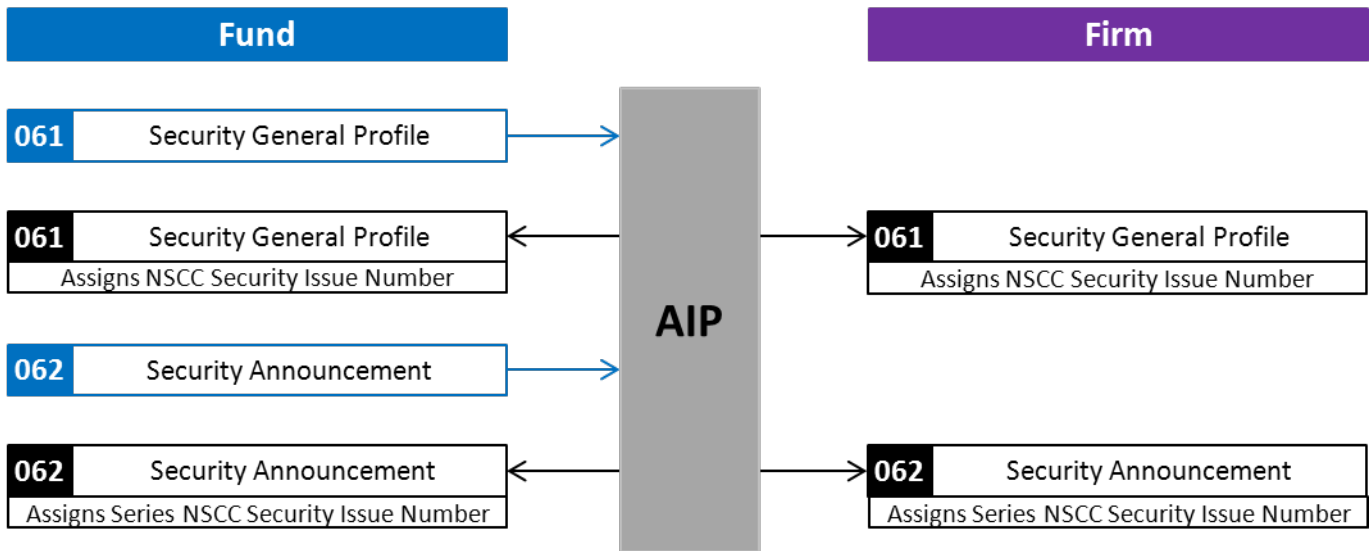 Fund
Firm
061 Security General Profile
061 Security General Profile
Assigns NSCC Security Issue Number
061 Security General Profile
Assigns NSCC Security Issue Number
AIP
062 Security Announcement
062 Security Announcement
Assigns Series NSCC Security Issue Number
062 Security Announcement
Assigns Series NSCC Security Issue Number